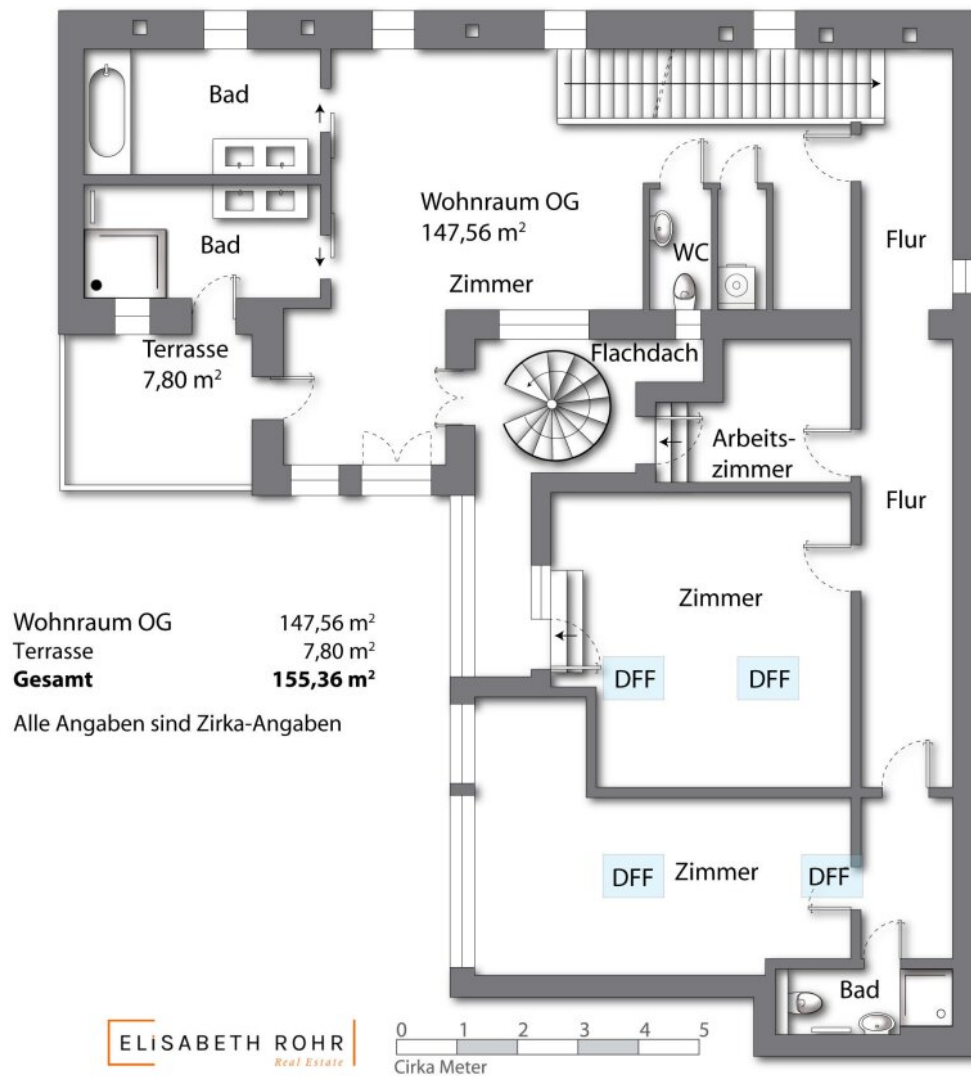 Bad
Bad
Wohnraum OG
147,56 m²
Zimmer
WC
Flur
Terrasse
7,80 m²
Flachdach
Arbeits-
zimmer
Flur
Zimmer
DFF
DFF
Wohnraum OG 147,56 m²
Terrasse 7,80 m²
Gesamt 155,36 m²
Alle Angaben sind Zirka-Angaben
DFF
Zimmer
DFF
Bad
ELiSABETH ROHR
Real Estate
0 1 2 3 4 5
Cirka Meter